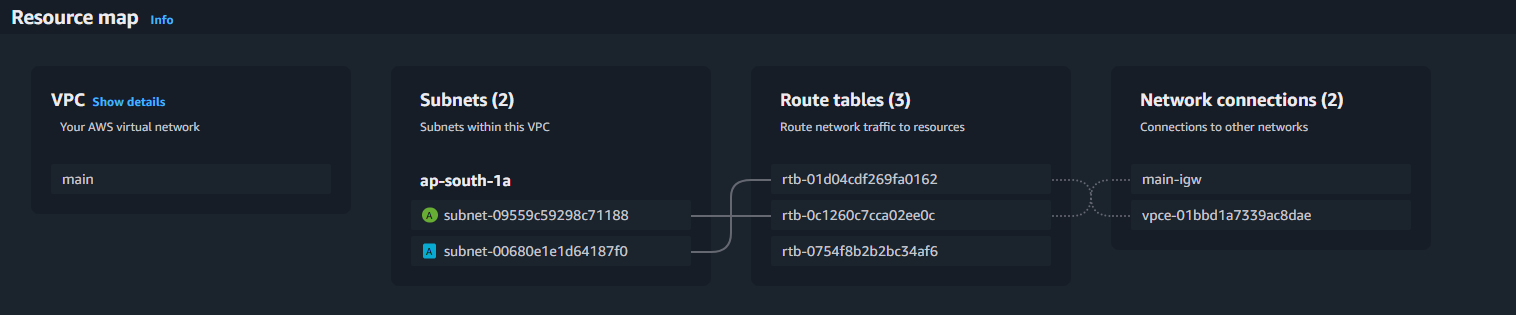 Resource map Info
VPC Show details
Your AWS virtual network
main
Subnets (2)
Subnets within this VPC
ap-south-1a
A subnet-09559c59298c71188
A subnet-00680e1e1d64187f0
Route tables (3)
Route network traffic to resources
rtb-01d04cdf269fa0162
rtb-0c1260c7cca02ee0c
rtb-0754f8b2b2bc34af6
Network connections (2)
Connections to other networks
main-igw
vpce-01bbd1a7339ac8dae